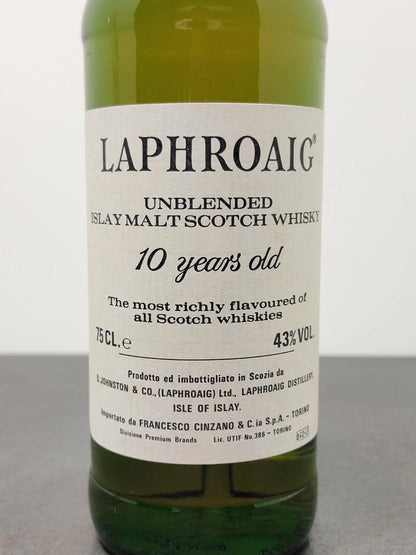 LAPHROAIG®
UNBLENDED
ISLAY MALT SCOTCH WHISKY
10 years old
The most richly flavoured of
all Scotch whiskies
75CL. e 43% VOL.
Prodotto ed imbottigliato in Scozia da
D. JOHNSTON & CO., (LAPHROAIG) Ltd., LAPHROAIG DISTILLERY,
ISLE OF ISLAY.
Importato da FRANCESCO CINZANO & C.ia S.p.A. - TORINO
Divisione Premium Brands Lic. UTIF No. 386 - TORINO